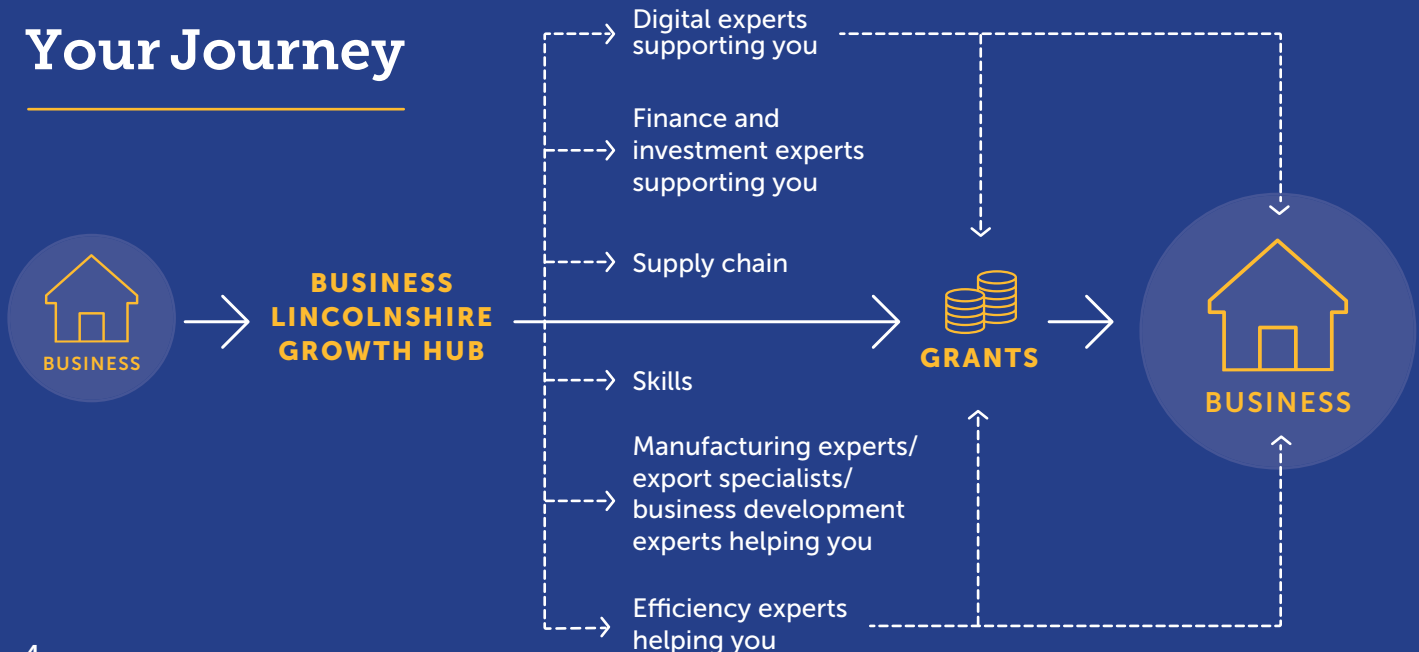 Your Journey
Digital experts
supporting you
Finance and
investment experts
supporting you
Supply chain
BUSINESS
BUSINESS
LINCOLNSHIRE
GROWTH HUB
GRANTS
BUSINESS
Skills
Manufacturing experts/
export specialists/
business development
experts helping you
Efficiency experts
helping you
4